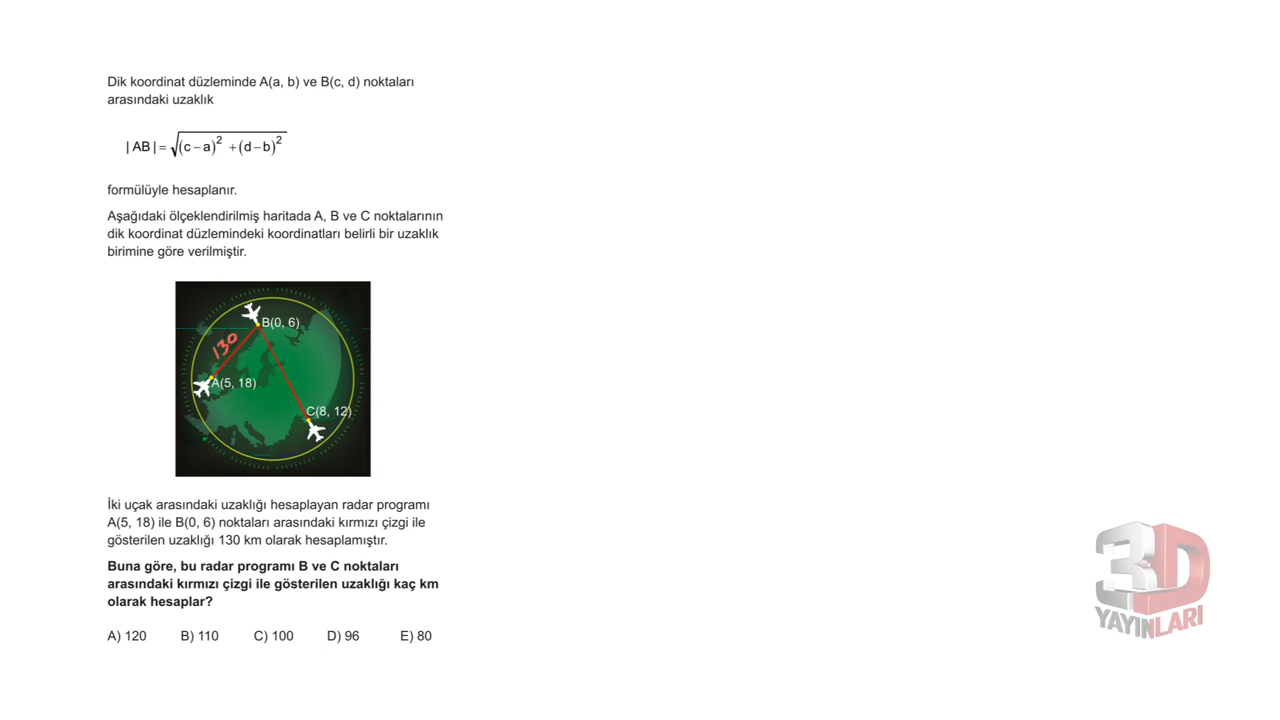 Dik koordinat düzleminde A(a, b) ve B(c, d) noktaları
arasındaki uzaklık
| AB | = √(c – a)² + (d – b)²
formülüyle hesaplanır.
Aşağıdaki ölçeklendirilmiş haritada A, B ve C noktalarının
dik koordinat düzlemindeki koordinatları belirli bir uzaklık
birimine göre verilmiştir.
B(0, 6)
130
A(5, 18)
C(8, 12)
İki uçak arasındaki uzaklığı hesaplayan radar programı
A(5, 18) ile B(0, 6) noktaları arasındaki kırmızı çizgi ile
gösterilen uzaklığı 130 km olarak hesaplamıştır.
Buna göre, bu radar programı B ve C noktaları
arasındaki kırmızı çizgi ile gösterilen uzaklığı kaç km
olarak hesaplar?
A) 120 B) 110 C) 100 D) 96 E) 80
3D
YAYINLARI